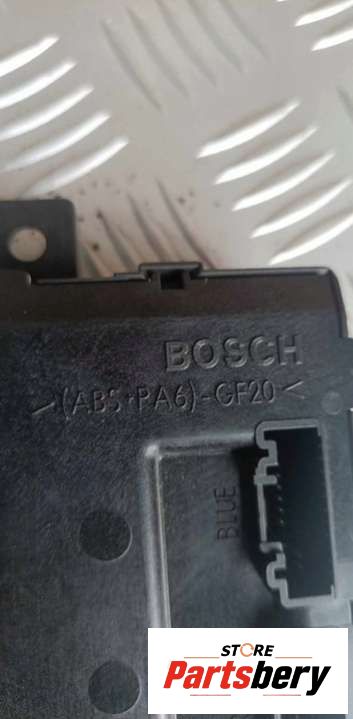 BOSCH
>(ABS+PA6)-GF20<
BLUE
STORE
Partsbery